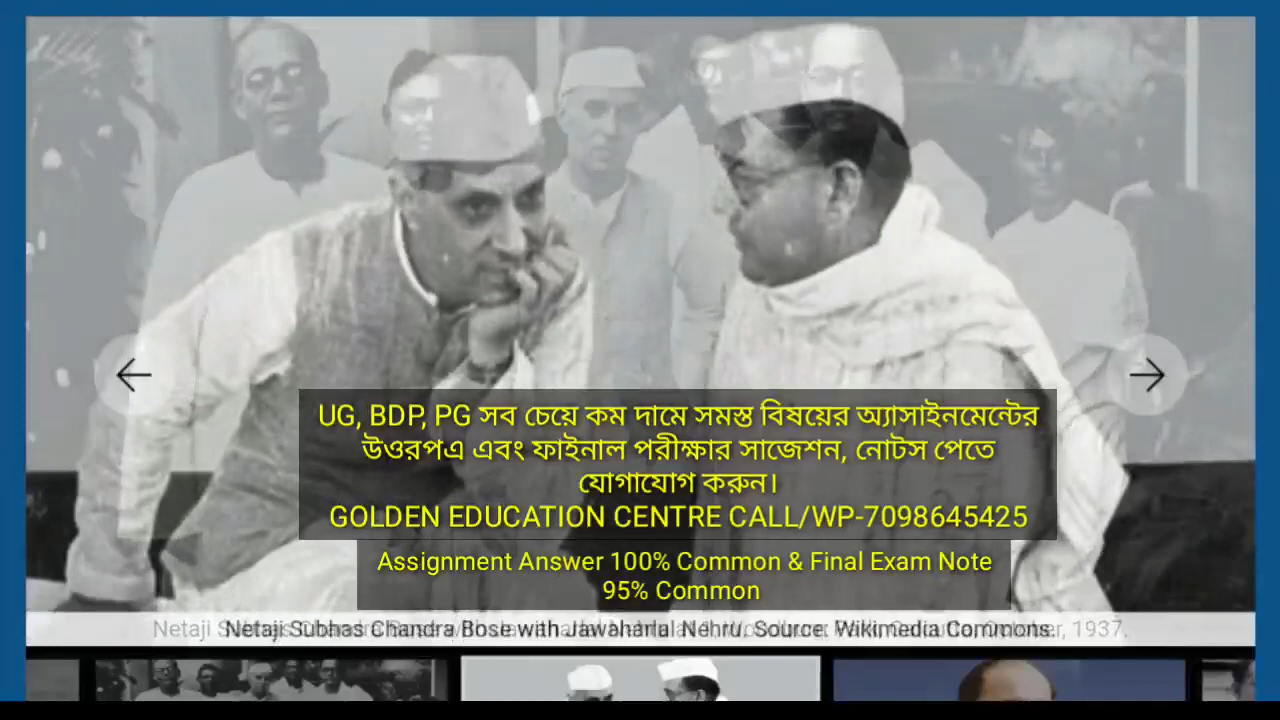 UG, BDP, PG সব চেয়ে কম দামে সমস্ত বিষয়ের অ্যাসাইনমেন্টের
উওরপএ এবং ফাইনাল পরীক্ষার সাজেশন, নোটস পেতে
যোগাযোগ করুন।
GOLDEN EDUCATION CENTRE CALL/WP-7098645425
Assignment Answer 100% Common & Final Exam Note
95% Common
Netaji Subhas Chandra Bose with Jawaharlal Nehru. Source: Wikimedia Commons. 1937.